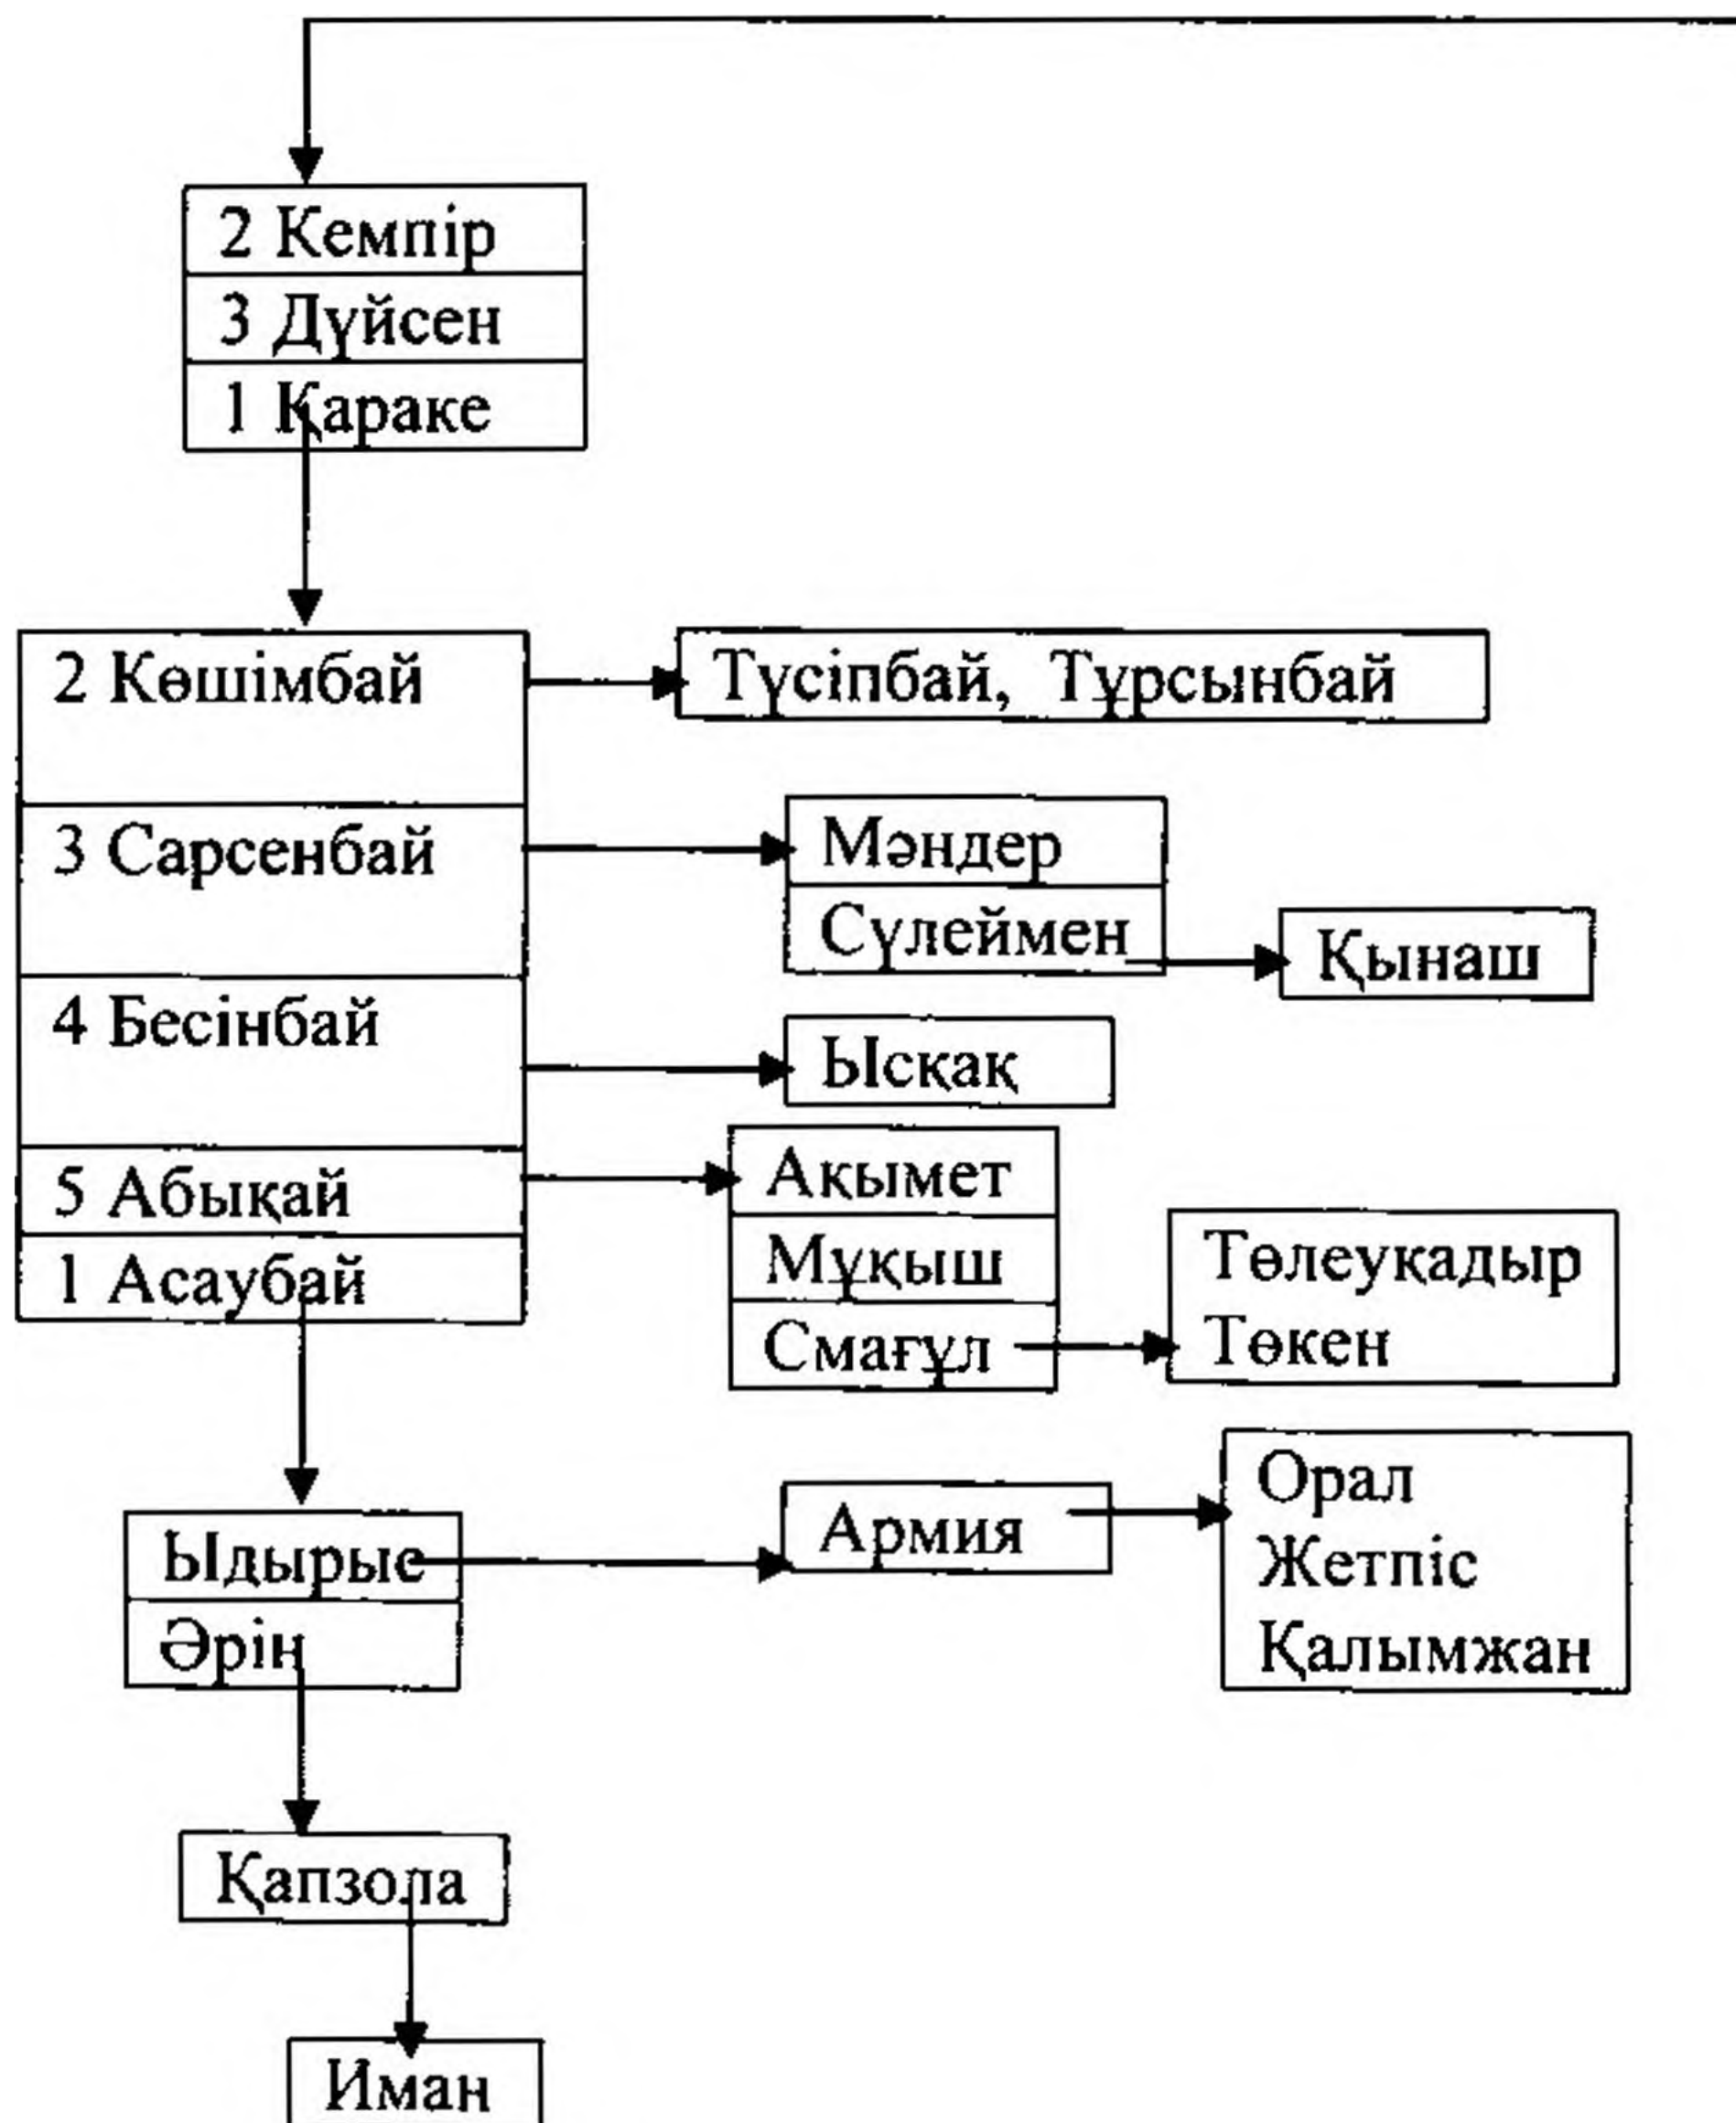 2 Кемпір
3 Дүйсен
1 Қараке
2 Көшімбай
Түсіпбай, Тұрсынбай
3 Сарсенбай
Мәндер
Сүлеймен
Қынаш
4 Бесінбай
Ысқақ
5 Абықай
1 Асаубай
Ақымет
Мұқыш
Смағұл
Төлеуқадыр
Төкен
Ыдырыс
Әрін
Армия
Орал
Жетпіс
Қалымжан
Қапзола
Иман